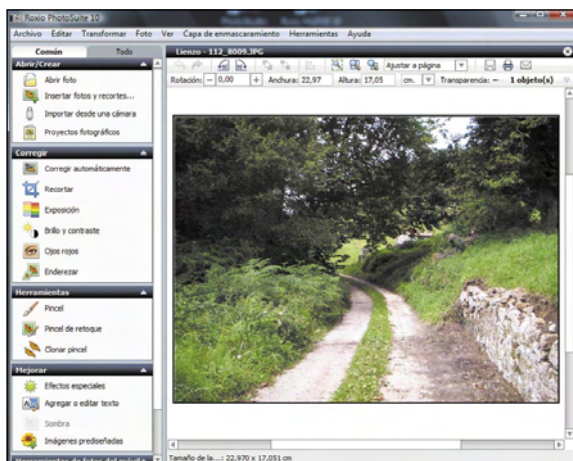 Roxio PhotoSuite 10
Archivo Editar Transformar Foto Ver Capa de enmascaramiento Herramientas Ayuda
Común Todo
Abrir/Crear
Abrir foto
Insertar fotos y recortes...
Importar desde una cámara
Proyectos fotográficos
Corregir
Corregir automáticamente
Recortar
Exposición
Brillo y contraste
Ojos rojos
Enderezar
Herramientas
Pincel
Pincel de retoque
Clonar pincel
Mejorar
Efectos especiales
Agregar o editar texto
Sombra
Imágenes prediseñadas
Lienzo - 112_8009.JPG
Ajustar a página
Rotación: 0,00 Anchura: 22,97 Altura: 17,05 cm. Transparencia: 1 objeto(s)
Tamaño de la...: 22,970 x 17,051 cm